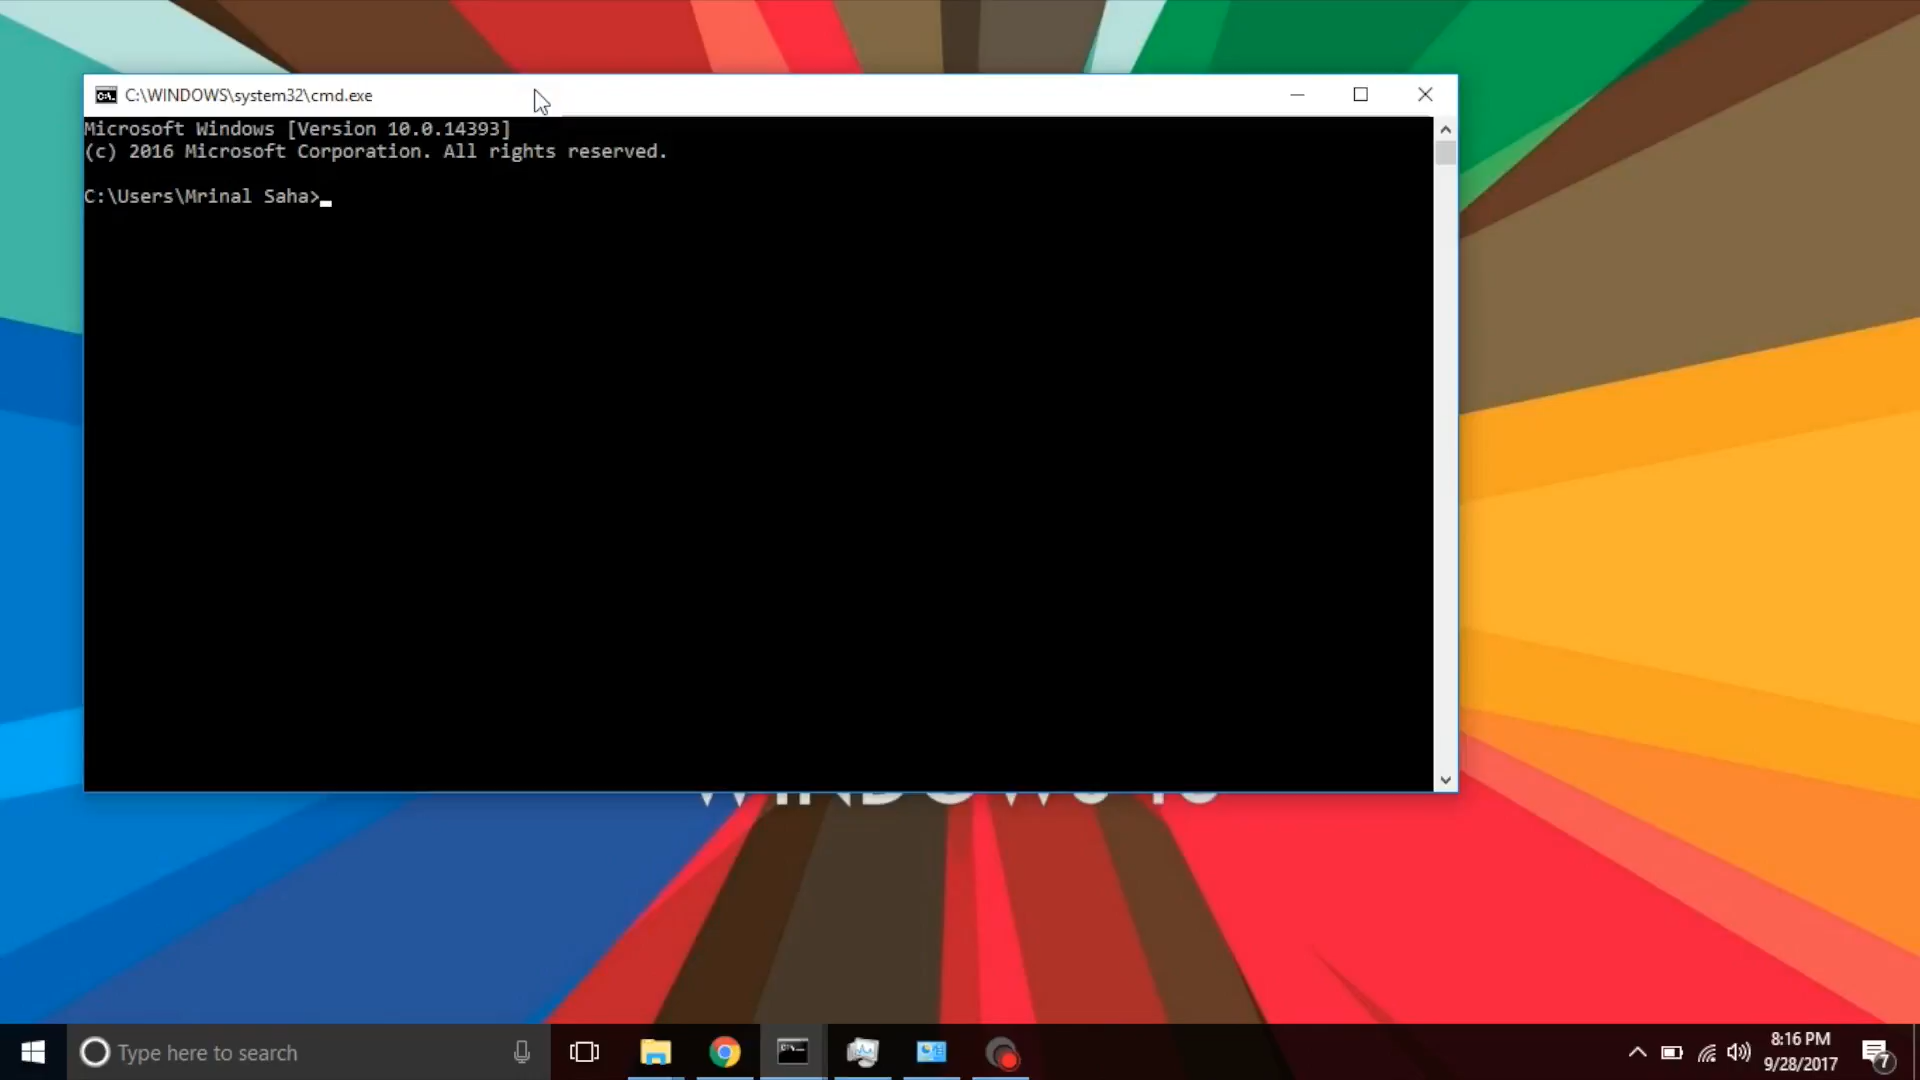 C:\WINDOWS\system32\cmd.exe
Microsoft Windows [Version 10.0.14393]
(c) 2016 Microsoft Corporation. All rights reserved.
C:\Users\Mrinal Saha>
Type here to search
8:16 PM
9/28/2017
7